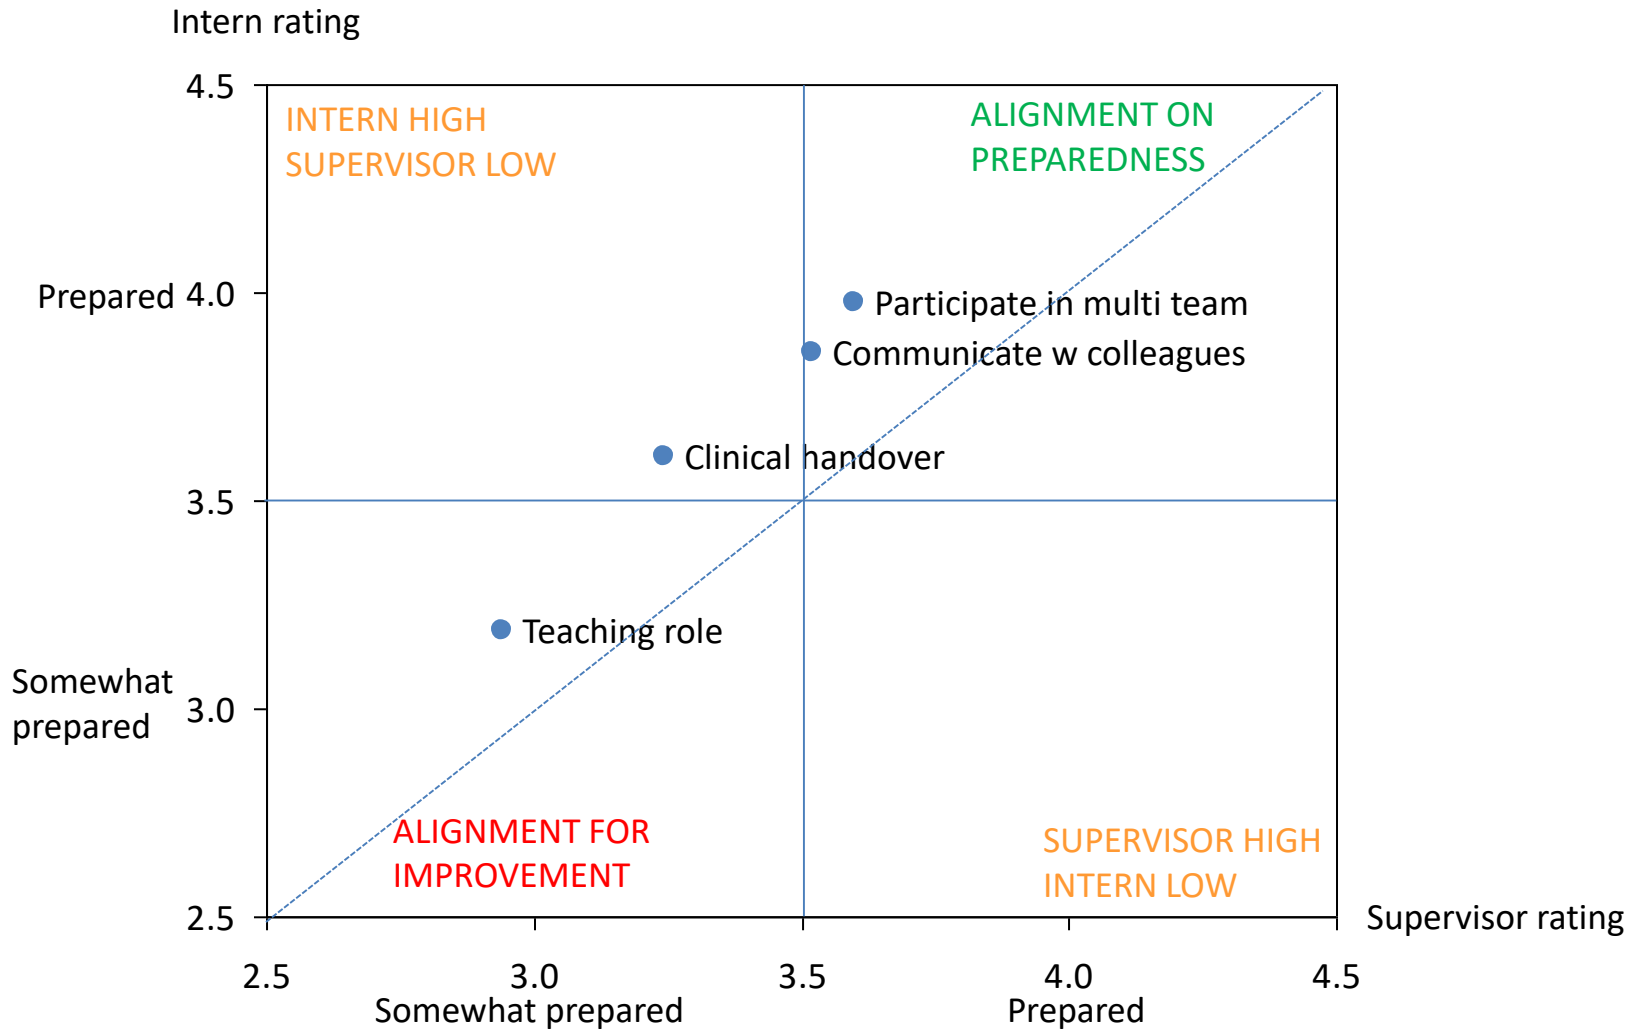 Intern rating
4.5
INTERN HIGH
SUPERVISOR LOW
ALIGNMENT ON
PREPAREDNESS
Prepared 4.0
Participate in multi team
Communicate w colleagues
Clinical handover
3.5
Teaching role
Somewhat
prepared
3.0
ALIGNMENT FOR
IMPROVEMENT
SUPERVISOR HIGH
INTERN LOW
2.5
Supervisor rating
2.5 3.0 3.5 4.0 4.5
Somewhat prepared Prepared